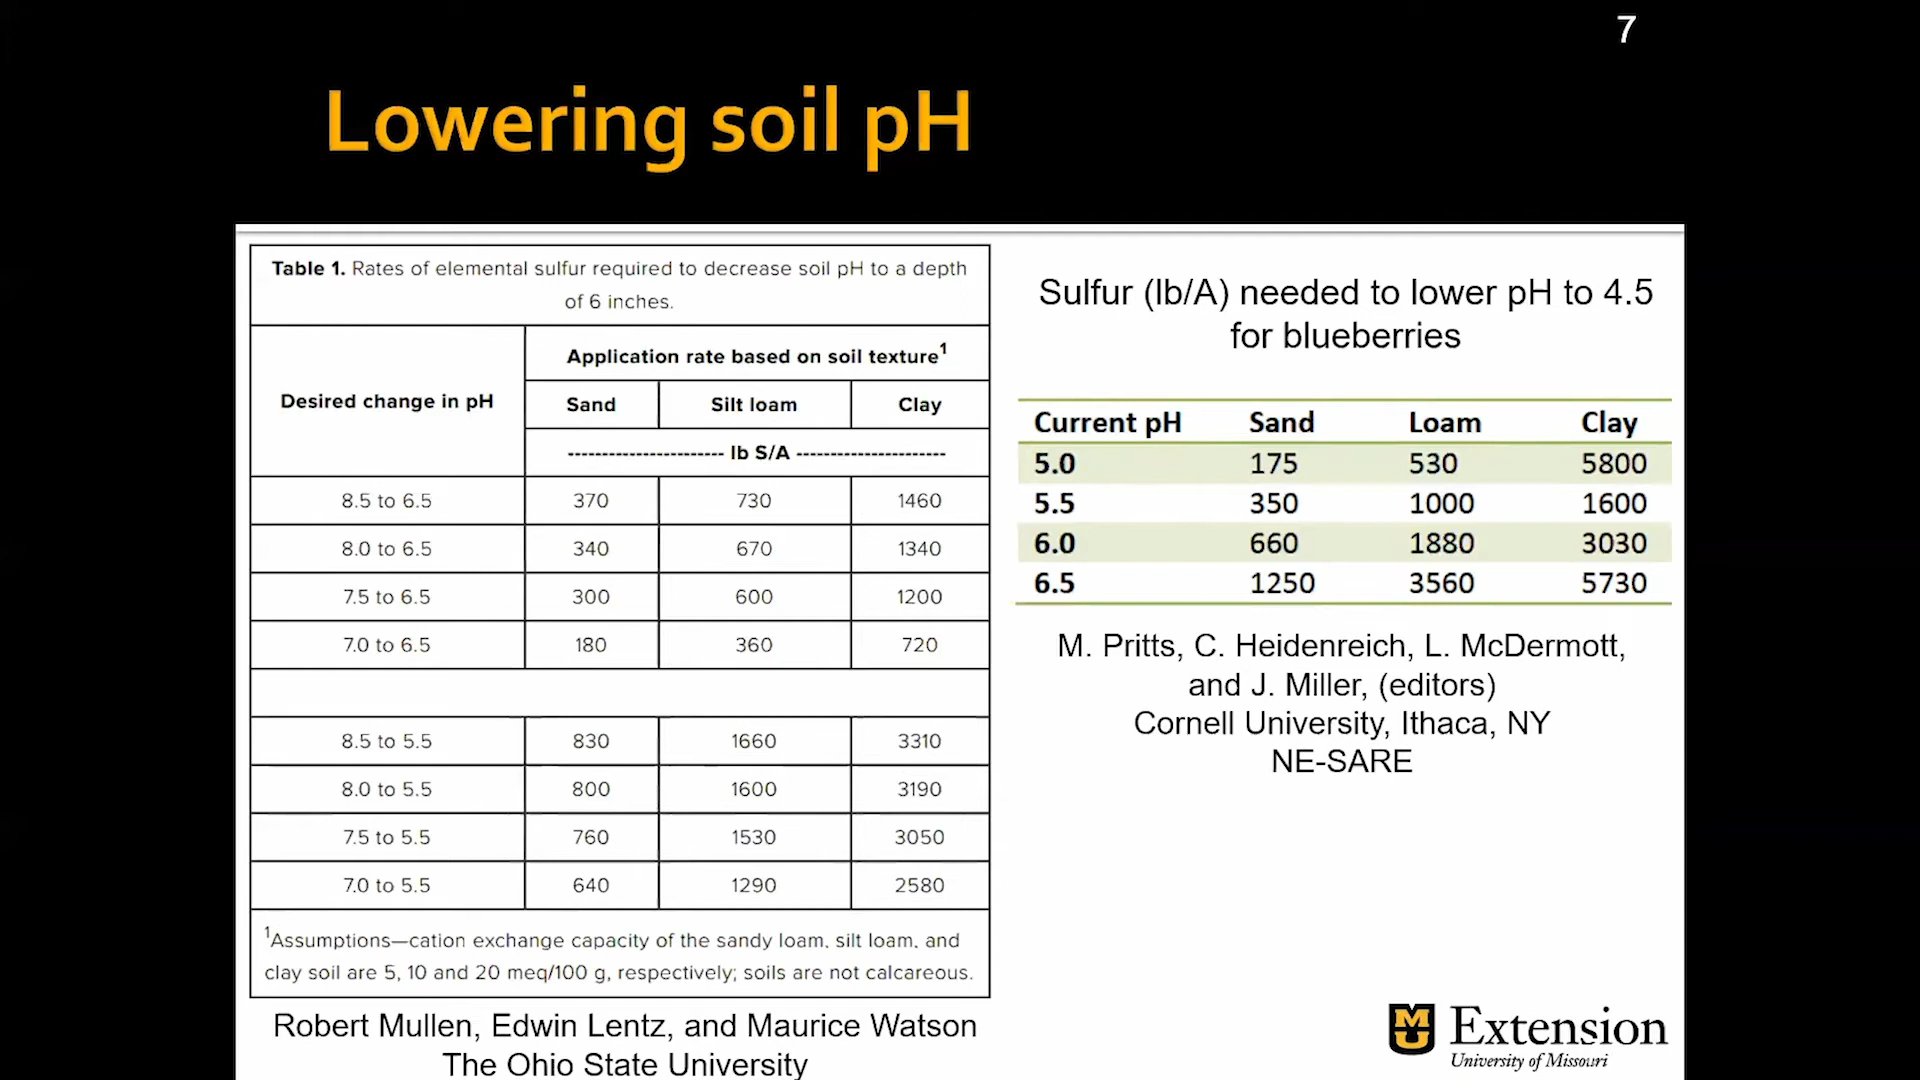 7
Lowering soil pH
Table 1. Rates of elemental sulfur required to decrease soil pH to a depth
of 6 inches.
Desired change in pH
Application rate based on soil texture1
Sand Silt loam Clay
----------------------- lb S/A ----------------------
8.5 to 6.5 370 730 1460
8.0 to 6.5 340 670 1340
7.5 to 6.5 300 600 1200
7.0 to 6.5 180 360 720
8.5 to 5.5 830 1660 3310
8.0 to 5.5 800 1600 3190
7.5 to 5.5 760 1530 3050
7.0 to 5.5 640 1290 2580
1Assumptions—cation exchange capacity of the sandy loam, silt loam, and
clay soil are 5, 10 and 20 meq/100 g, respectively; soils are not calcareous.
Robert Mullen, Edwin Lentz, and Maurice Watson
The Ohio State University
Sulfur (lb/A) needed to lower pH to 4.5
for blueberries
Current pH Sand Loam Clay
5.0 175 530 5800
5.5 350 1000 1600
6.0 660 1880 3030
6.5 1250 3560 5730
M. Pritts, C. Heidenreich, L. McDermott,
and J. Miller, (editors)
Cornell University, Ithaca, NY
NE-SARE
MU Extension
University of Missouri